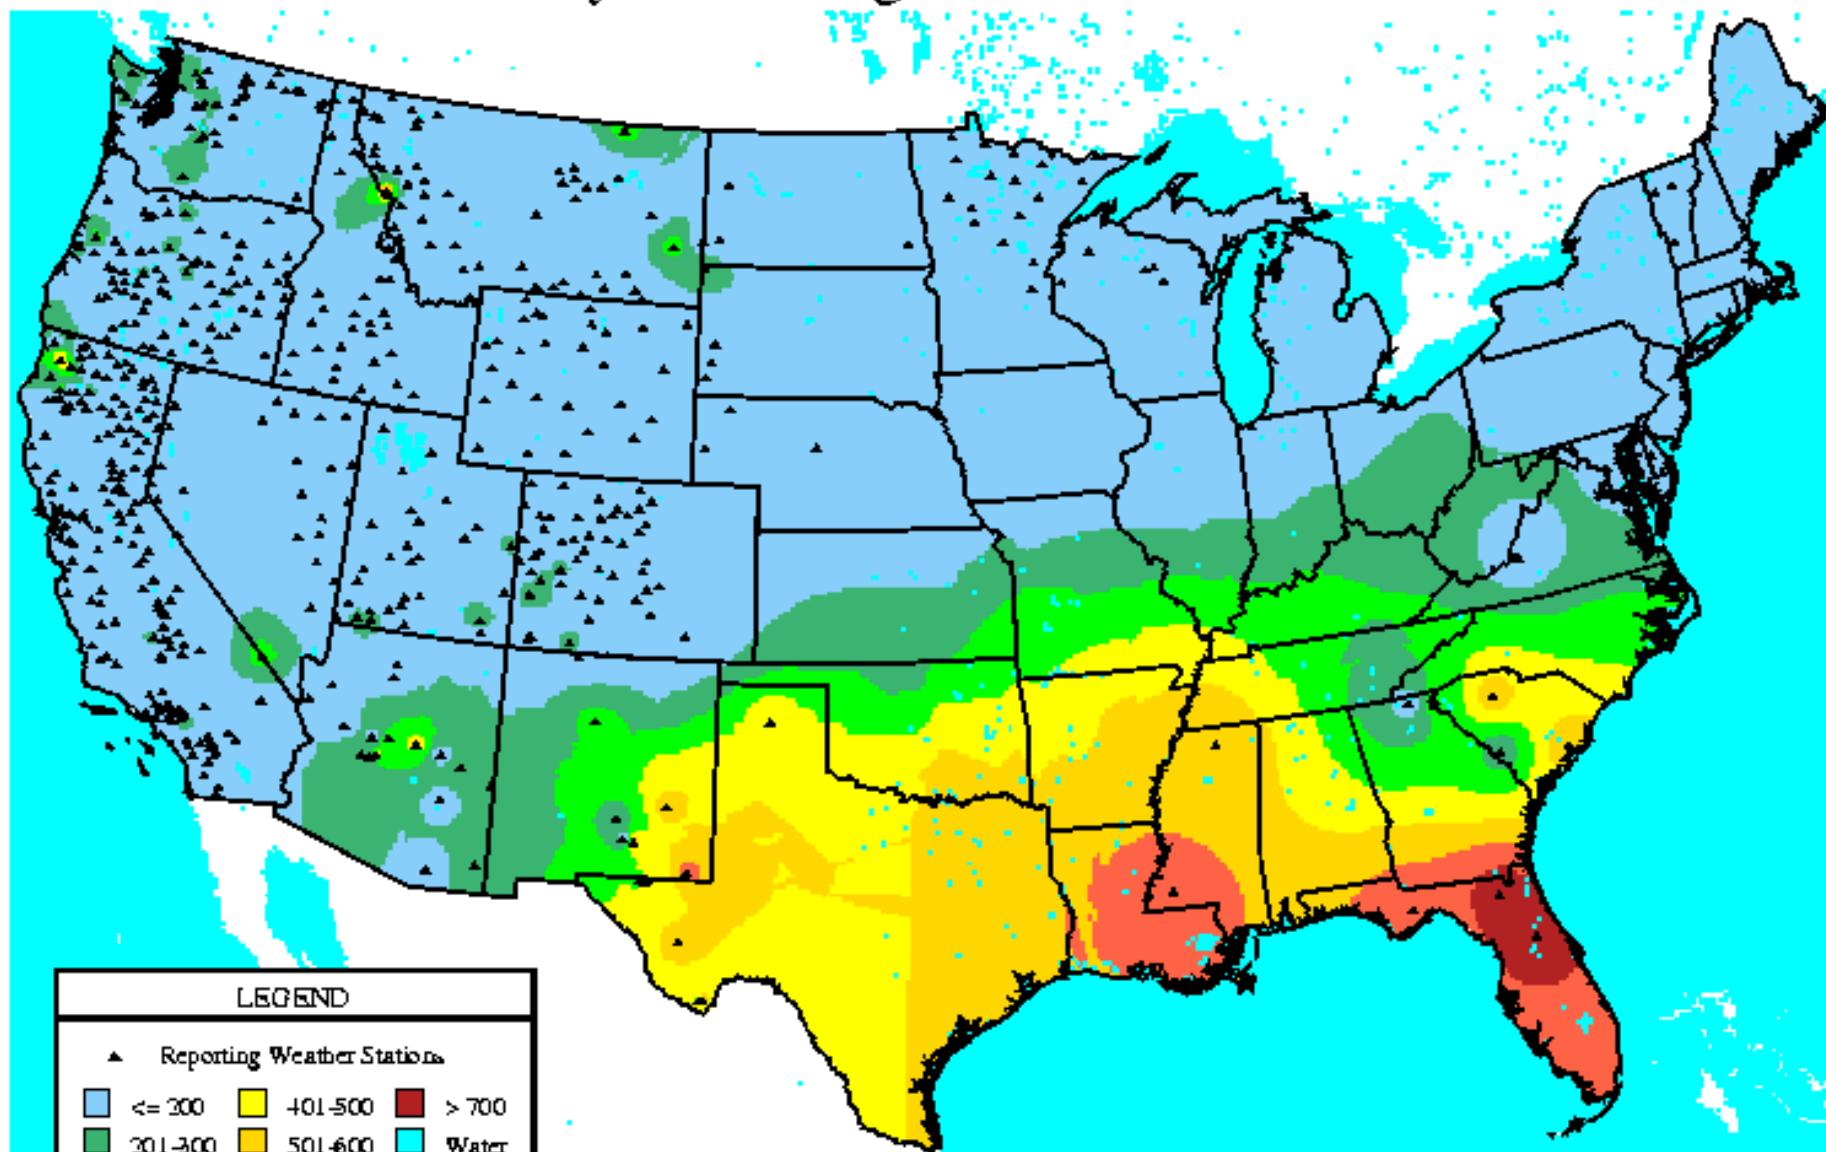 LEGEND
Reporting Weather Stations
<= 200 401-500 > 700
201-300 501-600 Water